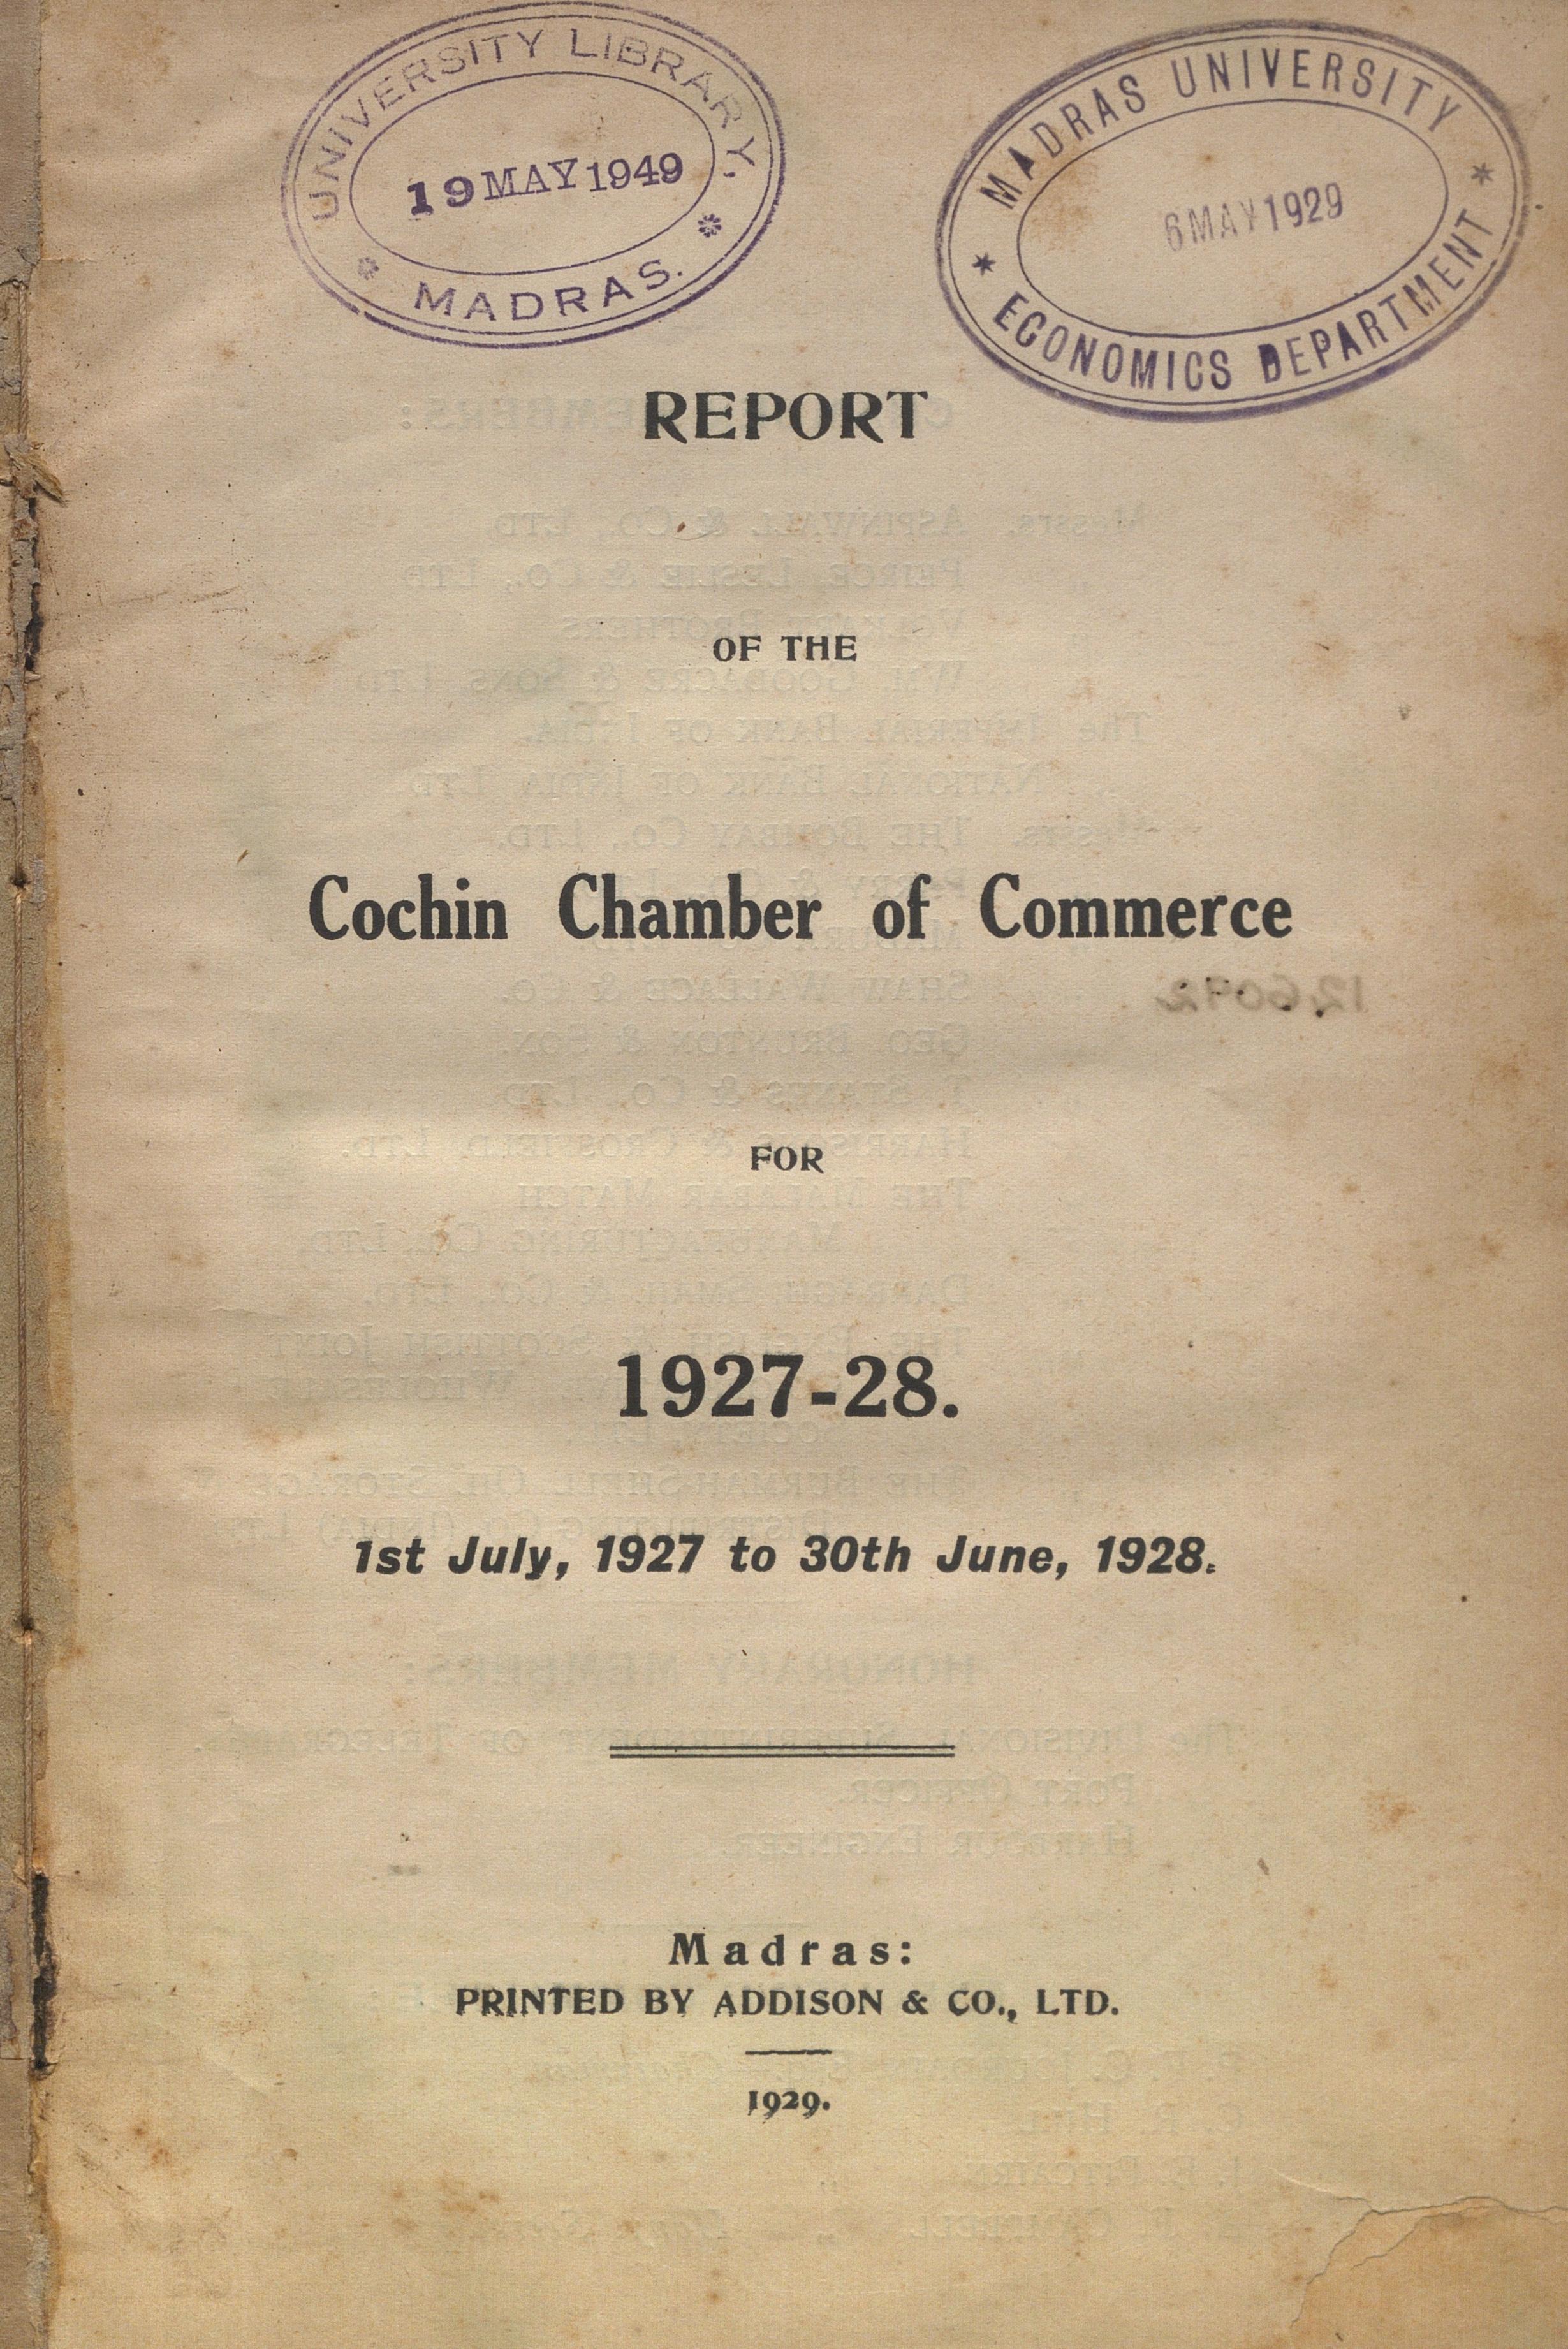 UNIVERSITY LIBRARY,
19 MAY 1949
MADRAS.
MADRAS UNIVERSITY
6 MAY 1929
ECONOMICS DEPARTMENT
REPORT
OF THE
Cochin Chamber of Commerce
FOR
1927-28.
1st July, 1927 to 30th June, 1928.
Madras:
PRINTED BY ADDISON & CO., LTD.
1929.